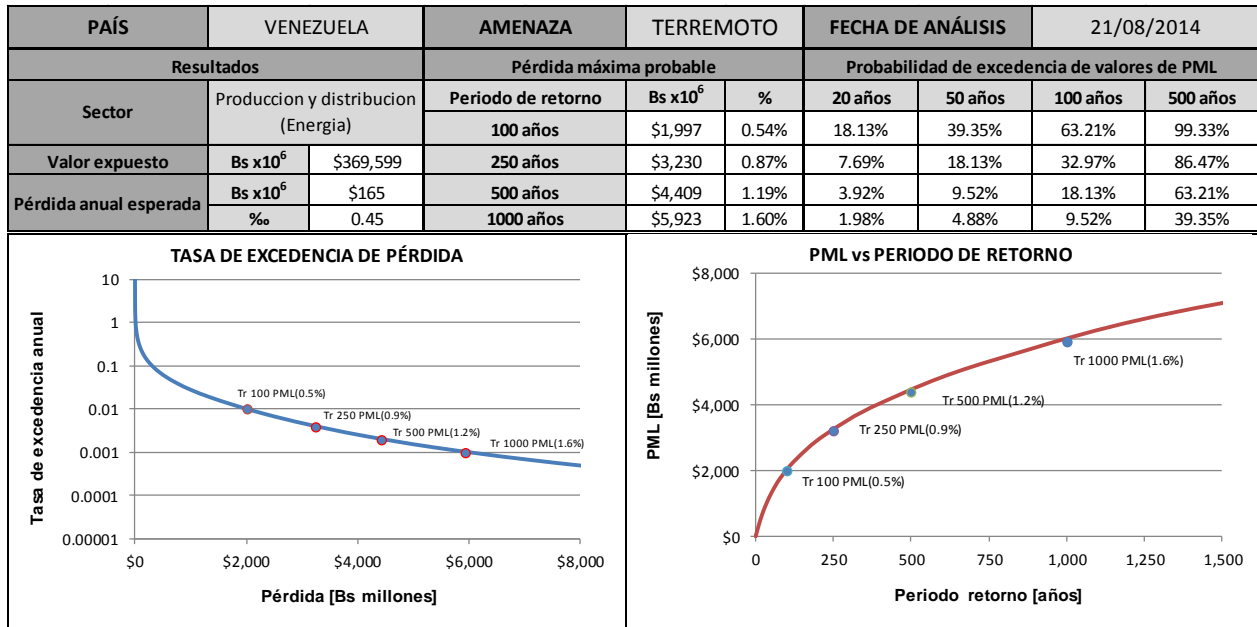 PAÍS VENEZUELA AMENAZA TERREMOTO FECHA DE ANÁLISIS 21/08/2014
Resultados Pérdida máxima probable Probabilidad de excedencia de valores de PML
Sector Produccion y distribucion (Energia) Periodo de retorno Bs x10⁶ % 20 años 50 años 100 años 500 años
100 años $1,997 0.54% 18.13% 39.35% 63.21% 99.33%
Valor expuesto Bs x10⁶ $369,599 250 años $3,230 0.87% 7.69% 18.13% 32.97% 86.47%
Pérdida anual esperada Bs x10⁶ $165 500 años $4,409 1.19% 3.92% 9.52% 18.13% 63.21%
‰ 0.45 1000 años $5,923 1.60% 1.98% 4.88% 9.52% 39.35%
TASA DE EXCEDENCIA DE PÉRDIDA
Tasa de excedencia anual
10
1
0.1
0.01
0.001
0.0001
0.00001
Tr 100 PML(0.5%)
Tr 250 PML(0.9%)
Tr 500 PML(1.2%)
Tr 1000 PML(1.6%)
$0 $2,000 $4,000 $6,000 $8,000
Pérdida [Bs millones]
PML vs PERIODO DE RETORNO
PML [Bs millones]
$8,000
$6,000
$4,000
$2,000
$0
Tr 1000 PML(1.6%)
Tr 500 PML(1.2%)
Tr 250 PML(0.9%)
Tr 100 PML(0.5%)
0 250 500 750 1,000 1,250 1,500
Periodo retorno [años]